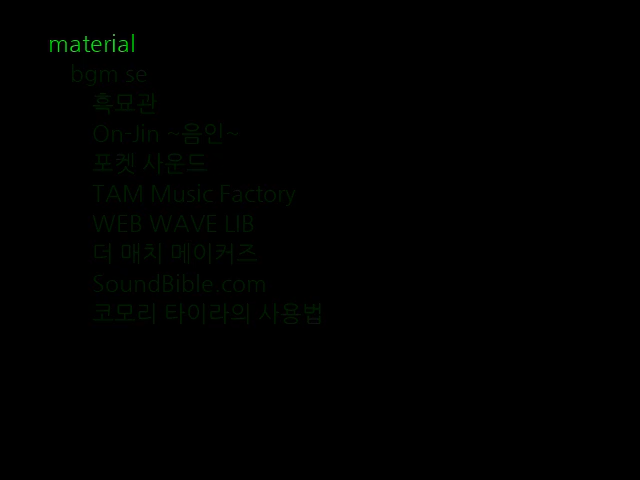 material
bgm se
흑묘관
On-Jin ~음인~
포켓 사운드
TAM Music Factory
WEB WAVE LIB
더 매치 메이커즈
SoundBible.com
코모리 타이라의 사용법